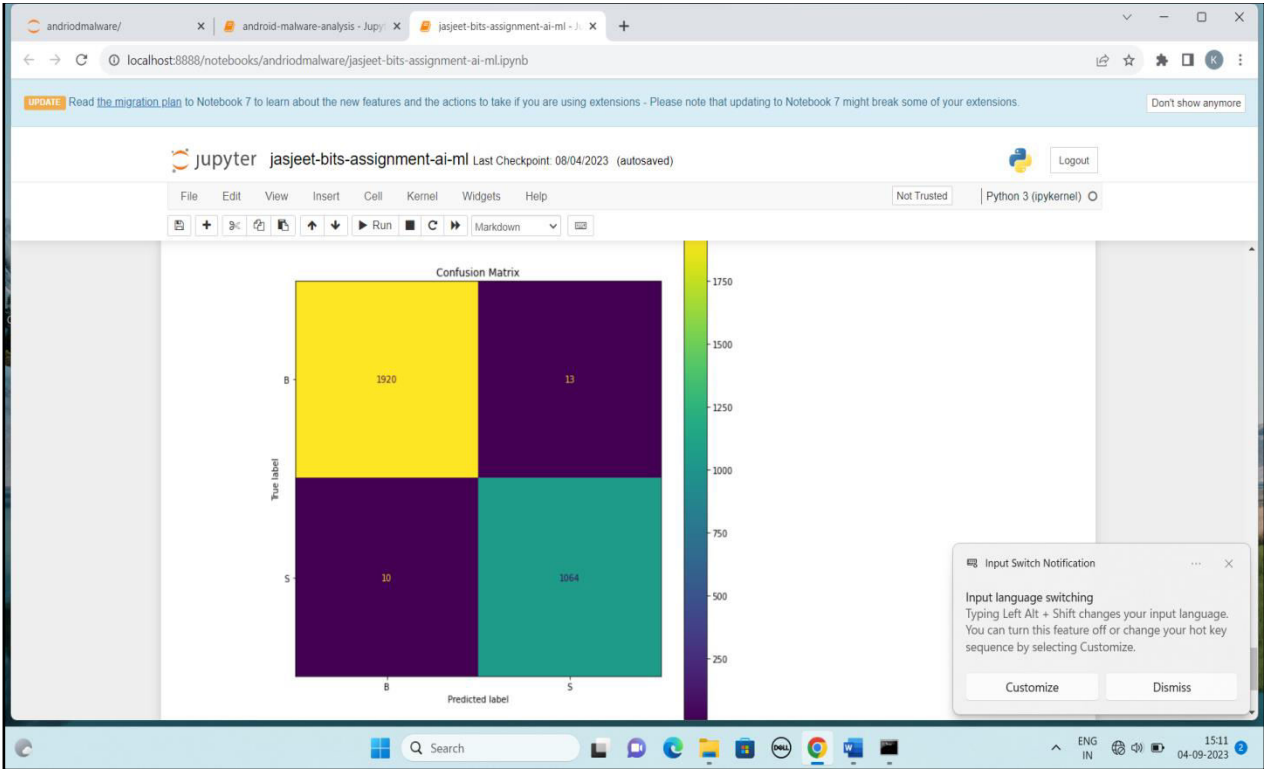 andriodmalware/
android-malware-analysis - Jupy
jasjeet-bits-assignment-ai-ml - Ju
localhost:8888/notebooks/andriodmalware/jasjeet-bits-assignment-ai-ml.ipynb
K
UPDATE Read the migration plan to Notebook 7 to learn about the new features and the actions to take if you are using extensions - Please note that updating to Notebook 7 might break some of your extensions.
Don't show anymore
jupyter jasjeet-bits-assignment-ai-ml Last Checkpoint: 08/04/2023 (autosaved)
Logout
File Edit View Insert Cell Kernel Widgets Help
Not Trusted
Python 3 (ipykernel)
Run
Markdown
Confusion Matrix
1750
1500
B
1920
13
1250
True label
1000
750
S
10
1064
500
250
B
S
Predicted label
Input Switch Notification
Input language switching
Typing Left Alt + Shift changes your input language.
You can turn this feature off or change your hot key
sequence by selecting Customize.
Customize
Dismiss
Search
DELL
W
ENG
IN
15:11
04-09-2023
2